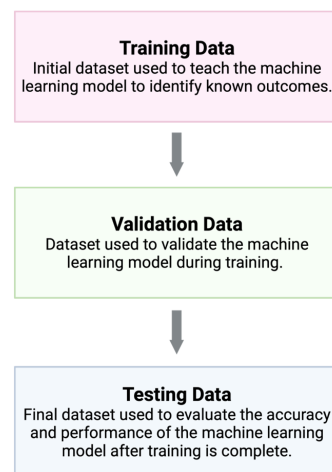 Training Data
Initial dataset used to teach the machine
learning model to identify known outcomes.
Validation Data
Dataset used to validate the machine
learning model during training.
Testing Data
Final dataset used to evaluate the accuracy
and performance of the machine learning
model after training is complete.